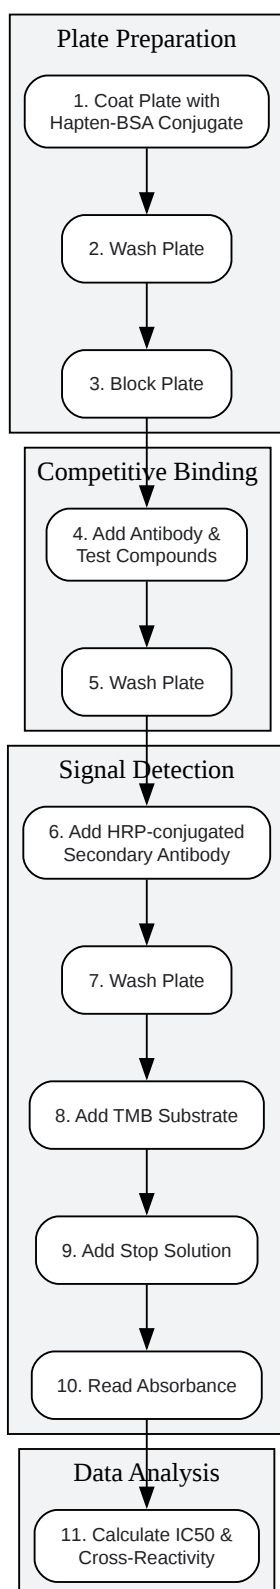 Plate Preparation
1. Coat Plate with
Hapten-BSA Conjugate
2. Wash Plate
3. Block Plate
Competitive Binding
4. Add Antibody &
Test Compounds
5. Wash Plate
Signal Detection
6. Add HRP-conjugated
Secondary Antibody
7. Wash Plate
8. Add TMB Substrate
9. Add Stop Solution
10. Read Absorbance
Data Analysis
11. Calculate IC50 &
Cross-Reactivity